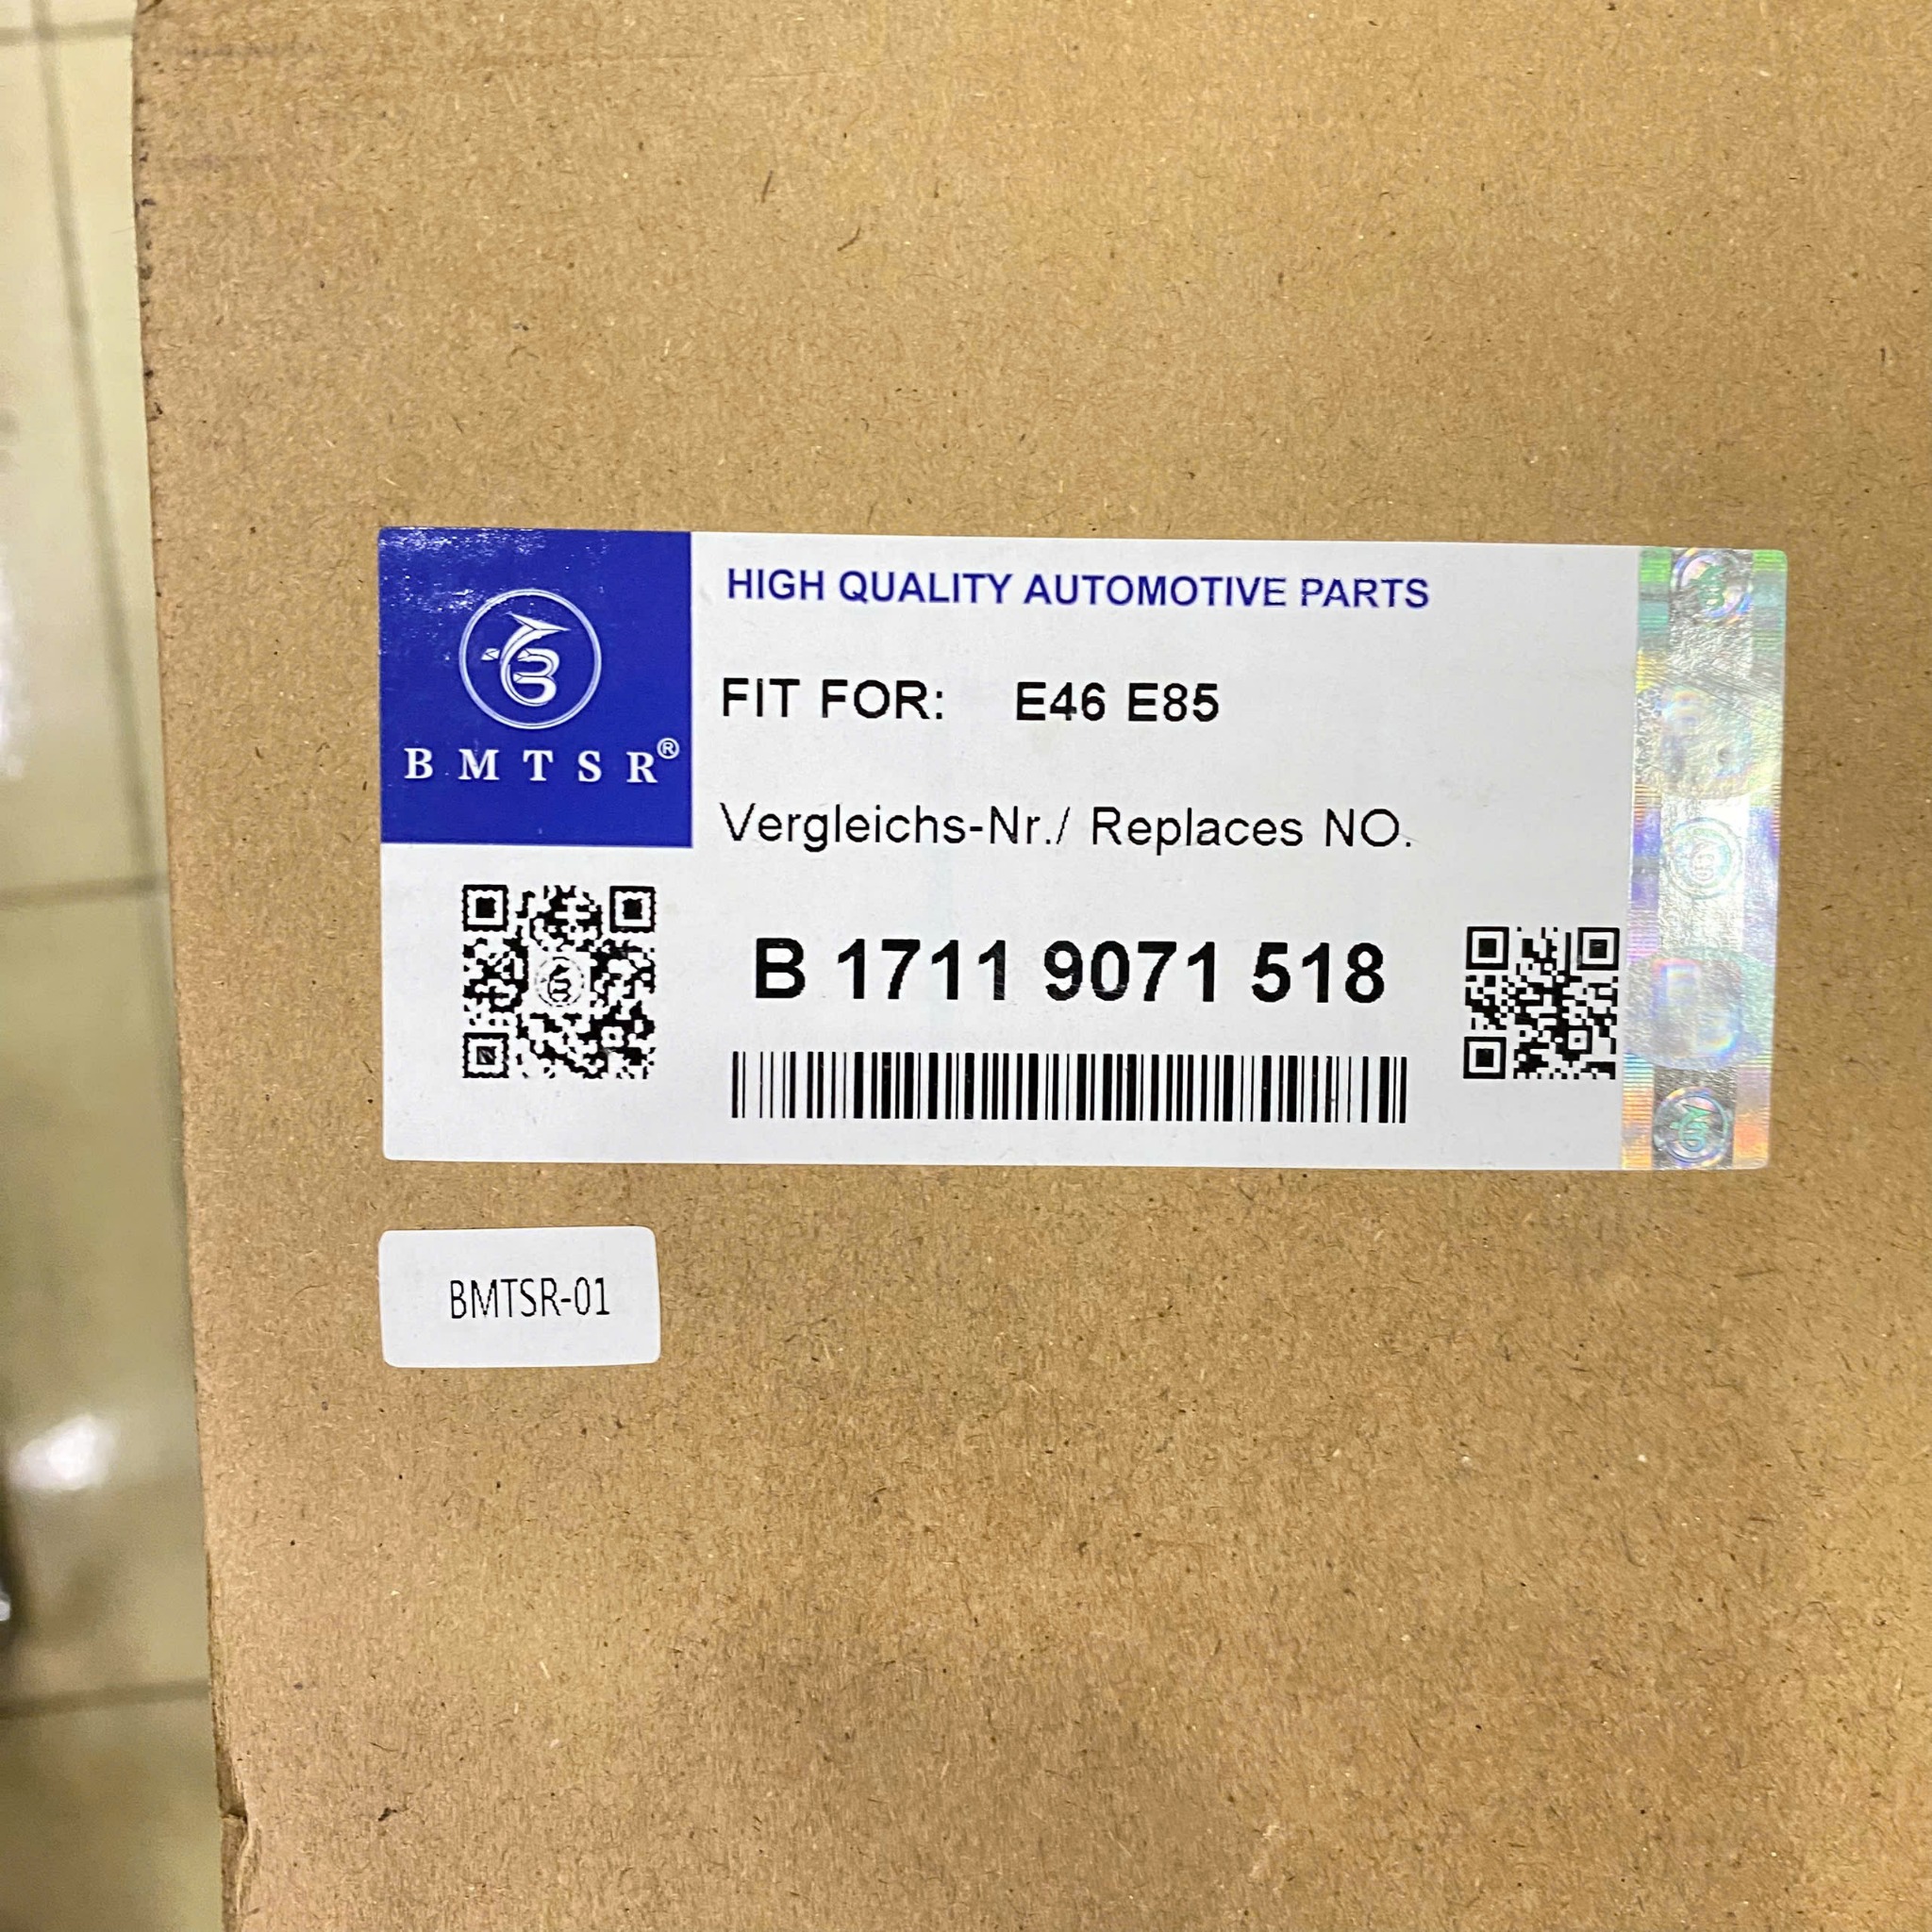 BMTSR®
HIGH QUALITY AUTOMOTIVE PARTS
FIT FOR: E46 E85
Vergleichs-Nr./ Replaces NO.
B 1711 9071 518
BMTSR-01